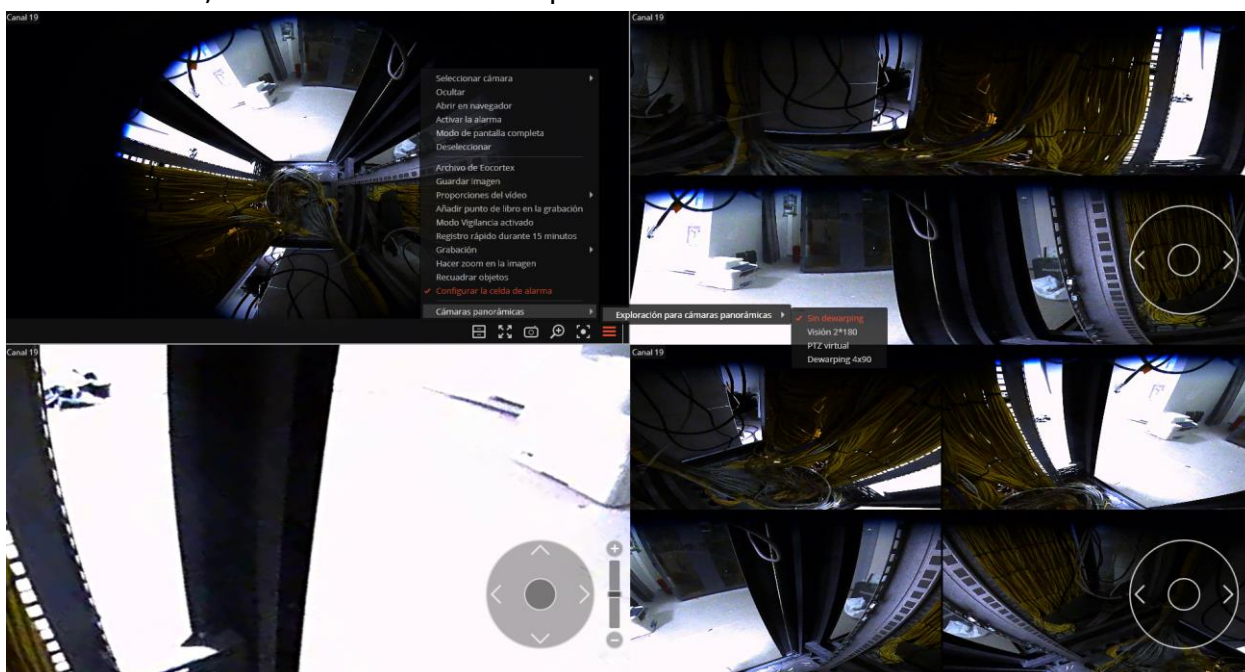 Canal 19
Canal 19
Seleccionar cámara
Ocultar
Abrir en navegador
Activar la alarma
Modo de pantalla completa
Deseleccionar
Archivo de Eocortex
Guardar imagen
Proporciones del vídeo
Añadir punto de libro en la grabación
Modo Vigilancia activado
Registro rápido durante 15 minutos
Grabación
Hacer zoom en la imagen
Recuadrar objetos
Configurar la celda de alarma
Cámaras panorámicas
Exploración para cámaras panorámicas
Sin dewarping
Visión 2*180
PTZ virtual
Dewarping 4x90
Canal 19
Canal 19